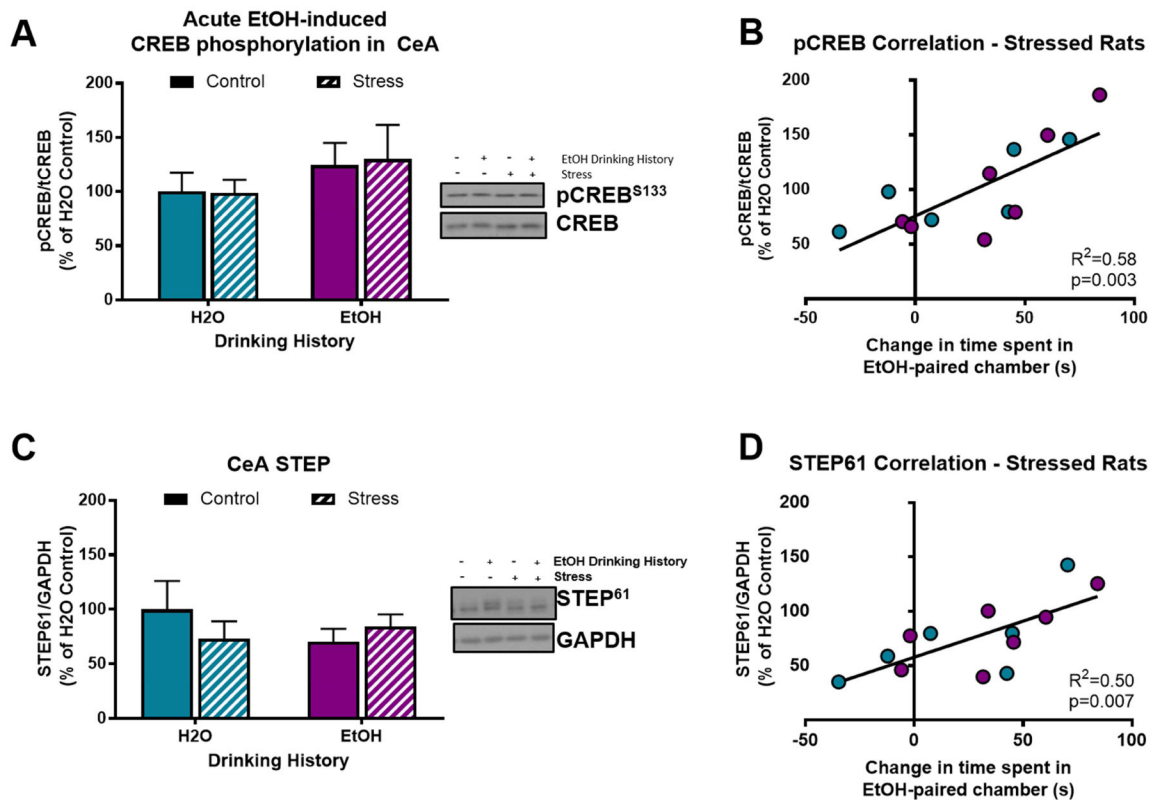 A
Acute EtOH-induced
CREB phosphorylation in CeA
Control Stress
pCREB/tCREB
(% of H2O Control)
200
150
100
50
0
H2O EtOH
Drinking History
- + - + EtOH Drinking History
- - + + Stress
pCREBS133
CREB
B
pCREB Correlation - Stressed Rats
pCREB/tCREB
(% of H2O Control)
200
150
100
50
R2=0.58
p=0.003
-50 0 50 100
Change in time spent in
EtOH-paired chamber (s)
C
CeA STEP
Control Stress
STEP61/GAPDH
(% of H2O Control)
200
150
100
50
0
H2O EtOH
Drinking History
- + - + EtOH Drinking History
- - + + Stress
STEP61
GAPDH
D
STEP61 Correlation - Stressed Rats
STEP61/GAPDH
(% of H2O Control)
200
150
100
50
R2=0.50
p=0.007
-50 0 50 100
Change in time spent in
EtOH-paired chamber (s)